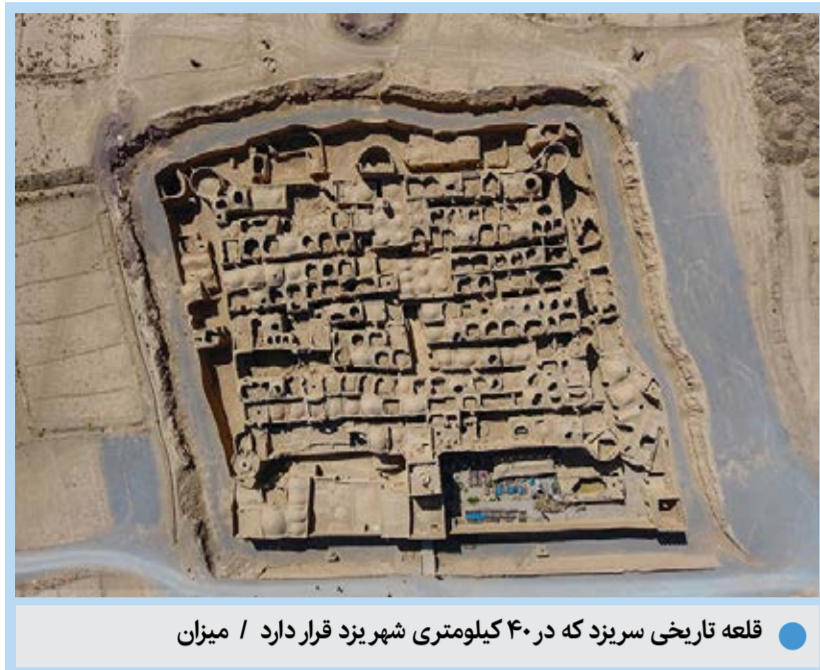 قلعه تاریخی سریزد که در ۴۰ کیلومتری شهر یزد قرار دارد / میزان